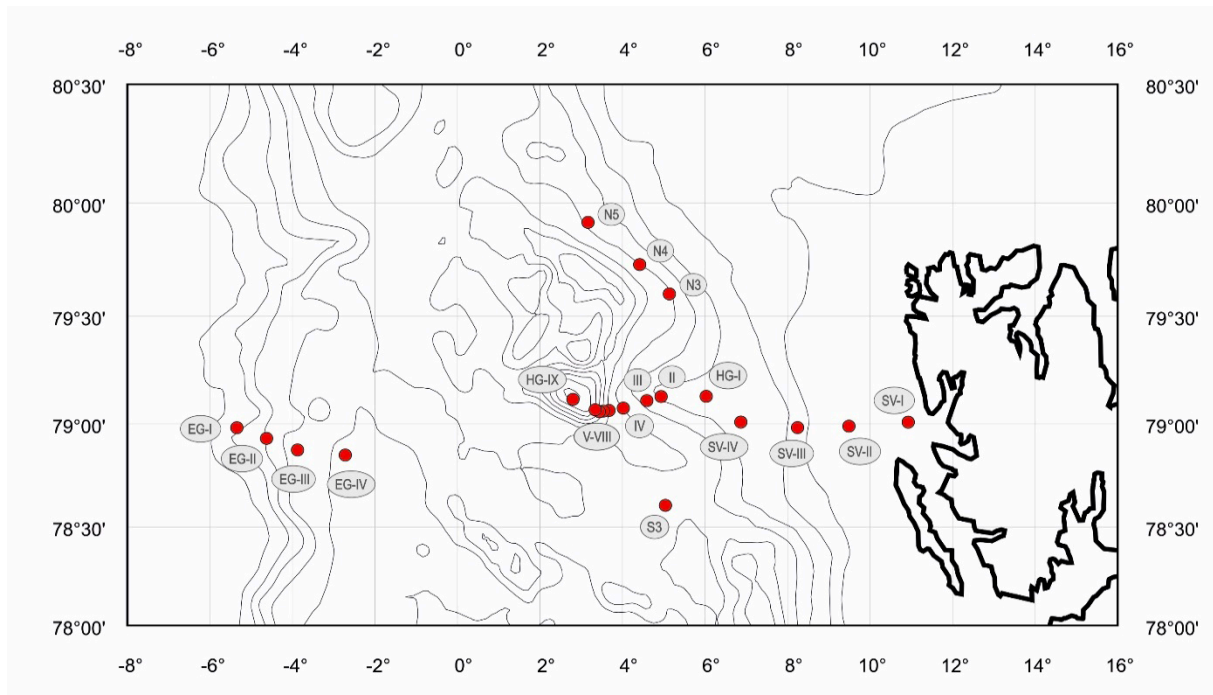 -8° -6° -4° -2° 0° 2° 4° 6° 8° 10° 12° 14° 16°
80°30' 80°30'
N5
80°00' 80°00'
N4
N3
79°30' 79°30'
HG-IX III II HG-I
SV-I
EG-I 79°00' IV 79°00'
V-VIII
SV-IV SV-III SV-II
EG-II
EG-III EG-IV
78°30' S3 78°30'
78°00' 78°00'
-8° -6° -4° -2° 0° 2° 4° 6° 8° 10° 12° 14° 16°